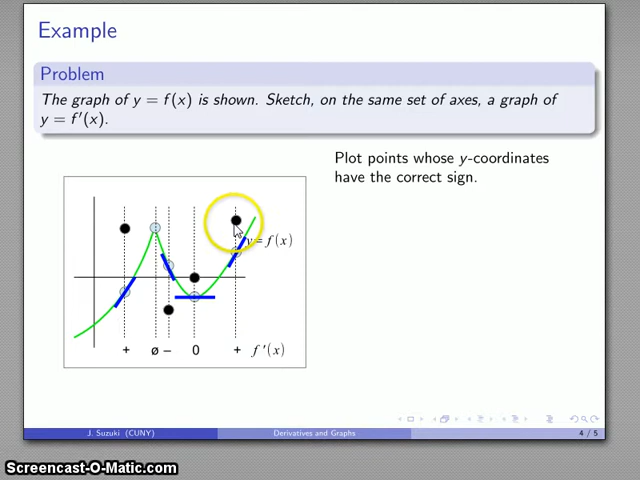 Example
Problem
The graph of y = f(x) is shown. Sketch, on the same set of axes, a graph of
y = f′(x).
Plot points whose y-coordinates
have the correct sign.
y = f(x)
+ ø − 0 + f′(x)
J. Suzuki (CUNY) Derivatives and Graphs 4 / 5
Screencast-O-Matic.com